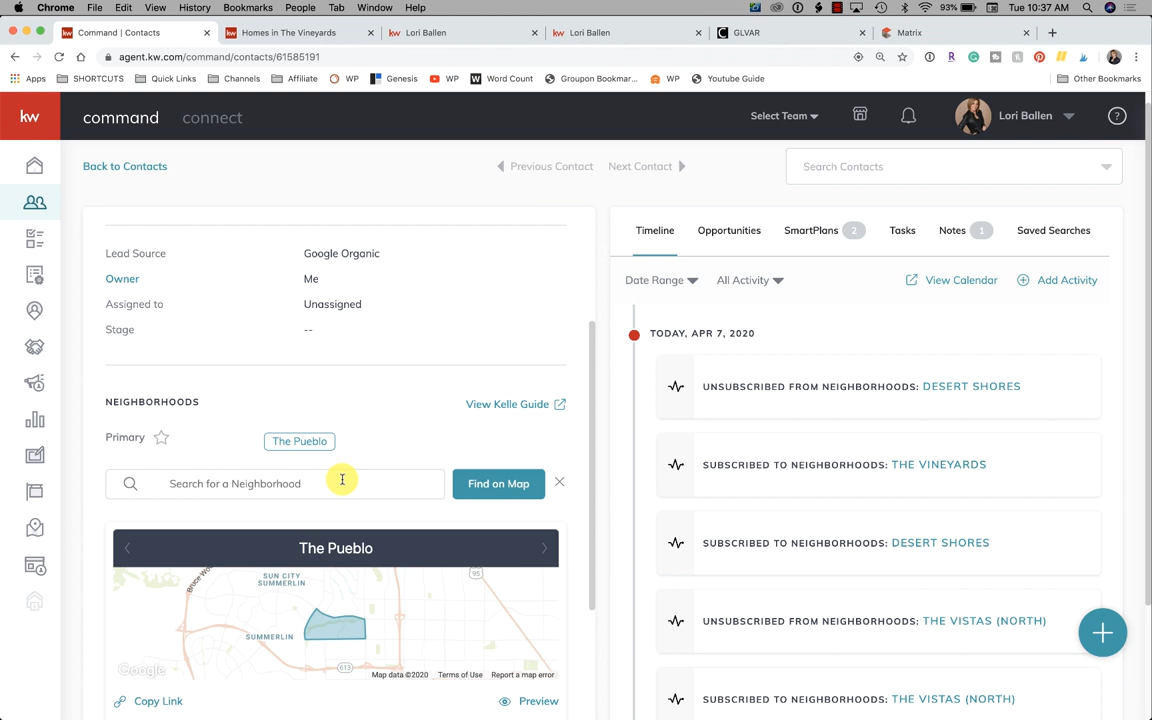 Chrome File Edit View History Bookmarks People Tab Window Help 93% Tue 10:37 AM
Command | Contacts Homes in The Vineyards Lori Ballen Lori Ballen GLVAR Matrix
agent.kw.com/command/contacts/61585191
Apps SHORTCUTS Quick Links Channels Affiliate WP Genesis WP Word Count Groupon Bookmar... WP Youtube Guide Other Bookmarks
kw command connect Select Team Lori Ballen ?
Back to Contacts Previous Contact Next Contact Search Contacts
Timeline Opportunities SmartPlans 2 Tasks Notes 1 Saved Searches
Lead Source Google Organic
Owner Me
Assigned to Unassigned
Stage --
Date Range All Activity View Calendar Add Activity
TODAY, APR 7, 2020
UNSUBSCRIBED FROM NEIGHBORHOODS: DESERT SHORES
NEIGHBORHOODS View Kelle Guide
Primary The Pueblo
SUBSCRIBED TO NEIGHBORHOODS: THE VINEYARDS
Search for a Neighborhood Find on Map
The Pueblo
SUBSCRIBED TO NEIGHBORHOODS: DESERT SHORES
SUN CITY
SUMMERLIN
95
SUMMERLIN
613
Google Map data ©2020 Terms of Use Report a map error
UNSUBSCRIBED FROM NEIGHBORHOODS: THE VISTAS (NORTH)
Copy Link Preview
SUBSCRIBED TO NEIGHBORHOODS: THE VISTAS (NORTH)